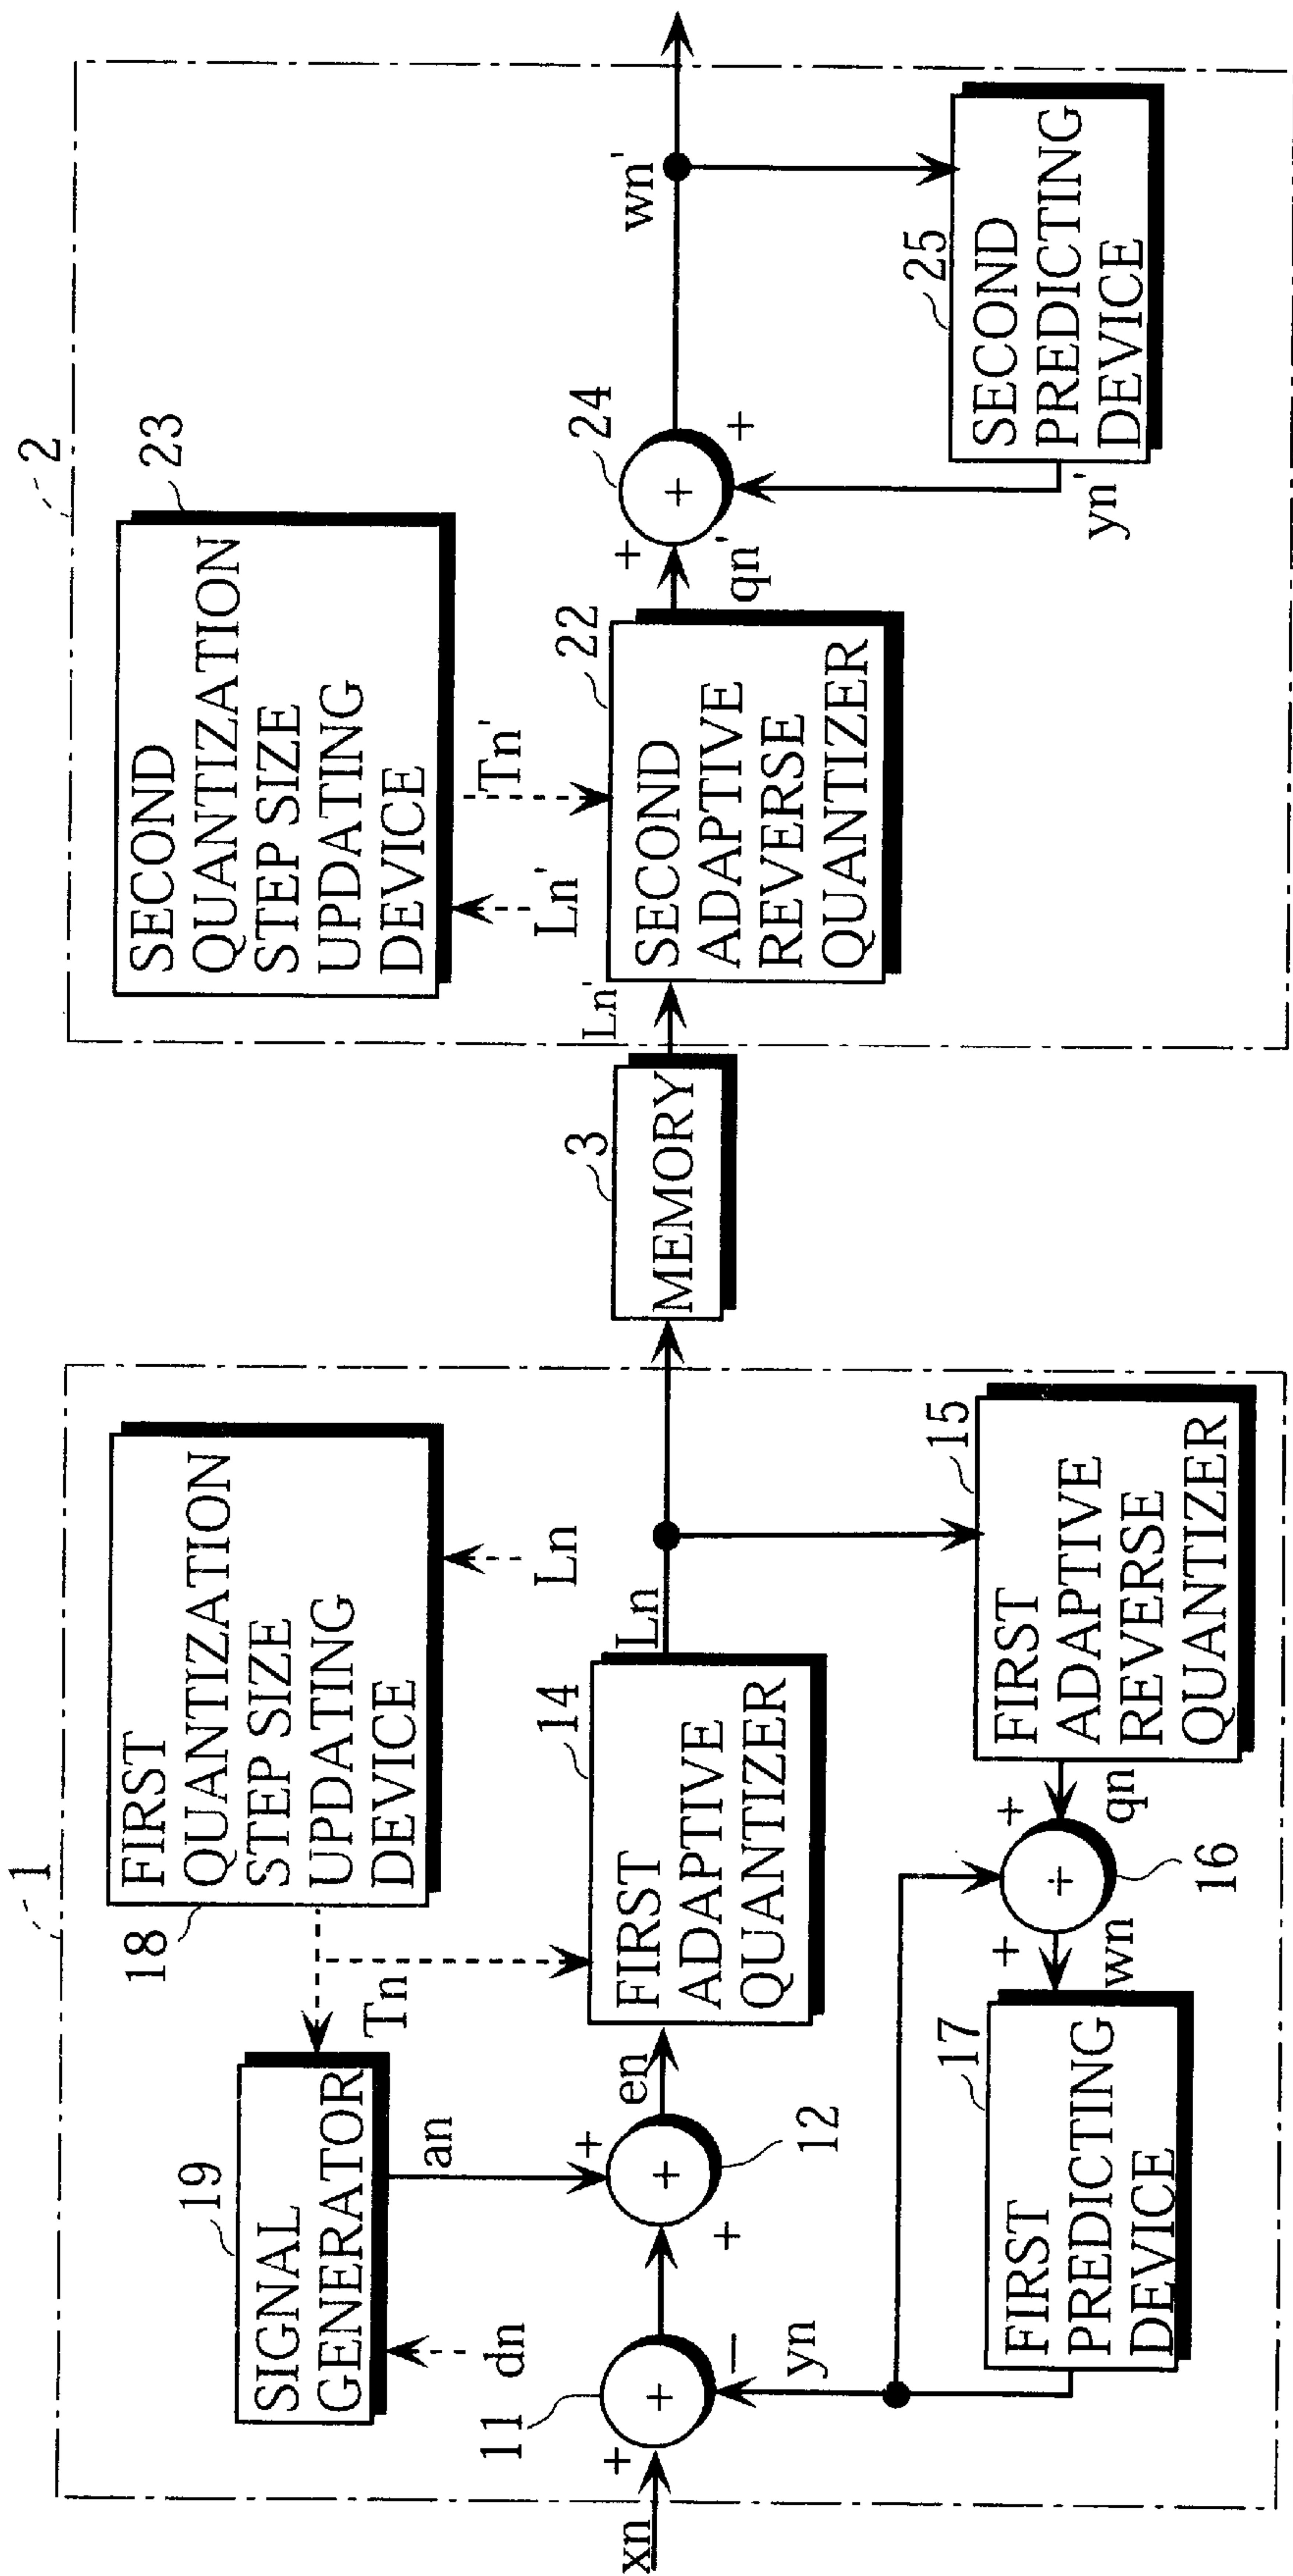 1
FIRST
QUANTIZATION
STEP SIZE
UPDATING
DEVICE
18
Tn
Ln
19
SIGNAL
GENERATOR
dn
an
xn
+
11
+
−
yn
+
+
12
+
en
14
FIRST
ADAPTIVE
QUANTIZER
Ln
15
FIRST
ADAPTIVE
REVERSE
QUANTIZER
qn
+
+
16
+
wn
17
FIRST
PREDICTING
DEVICE
3
MEMORY
2
SECOND
QUANTIZATION
STEP SIZE
UPDATING
DEVICE
23
Ln'
Tn'
Ln'
22
SECOND
ADAPTIVE
REVERSE
QUANTIZER
qn'
+
24
+
+
wn'
25
SECOND
PREDICTING
DEVICE
yn'